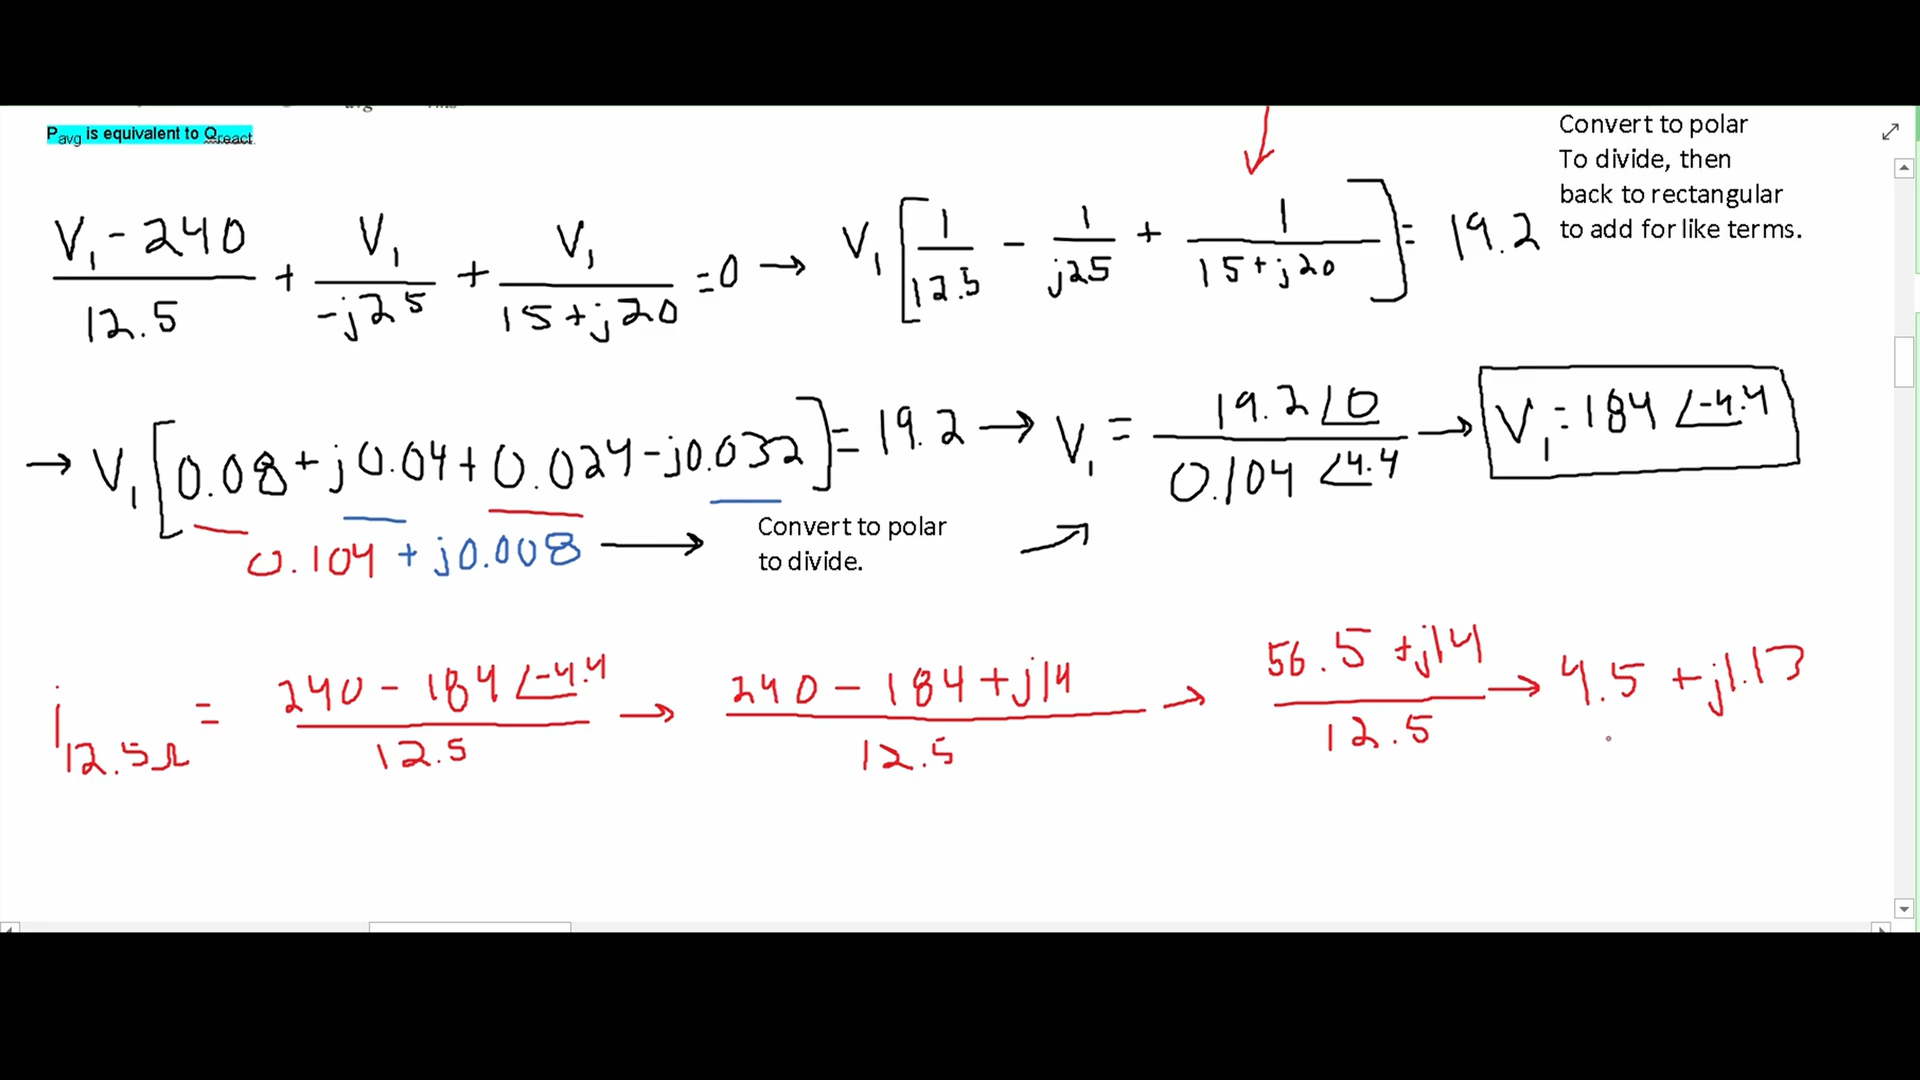 Pavg is equivalent to Qreact
Convert to polar
To divide, then
back to rectangular
to add for like terms.
(V₁ - 240)/12.5 + V₁/(-j25) + V₁/(15+j20) = 0 → V₁[1/12.5 - 1/j25 + 1/(15+j20)] = 19.2
→ V₁[0.08 + j0.04 + 0.024 - j0.032] = 19.2 → V₁ = 19.2∠0/0.104∠4.4 → V₁ = 184∠-4.4
0.104 + j0.008 →
Convert to polar
to divide.
i12.5Ω = (240 - 184∠-4.4)/12.5 → (240 - 184 + j14)/12.5 → (56.5 + j14)/12.5 → 4.5 + j1.13